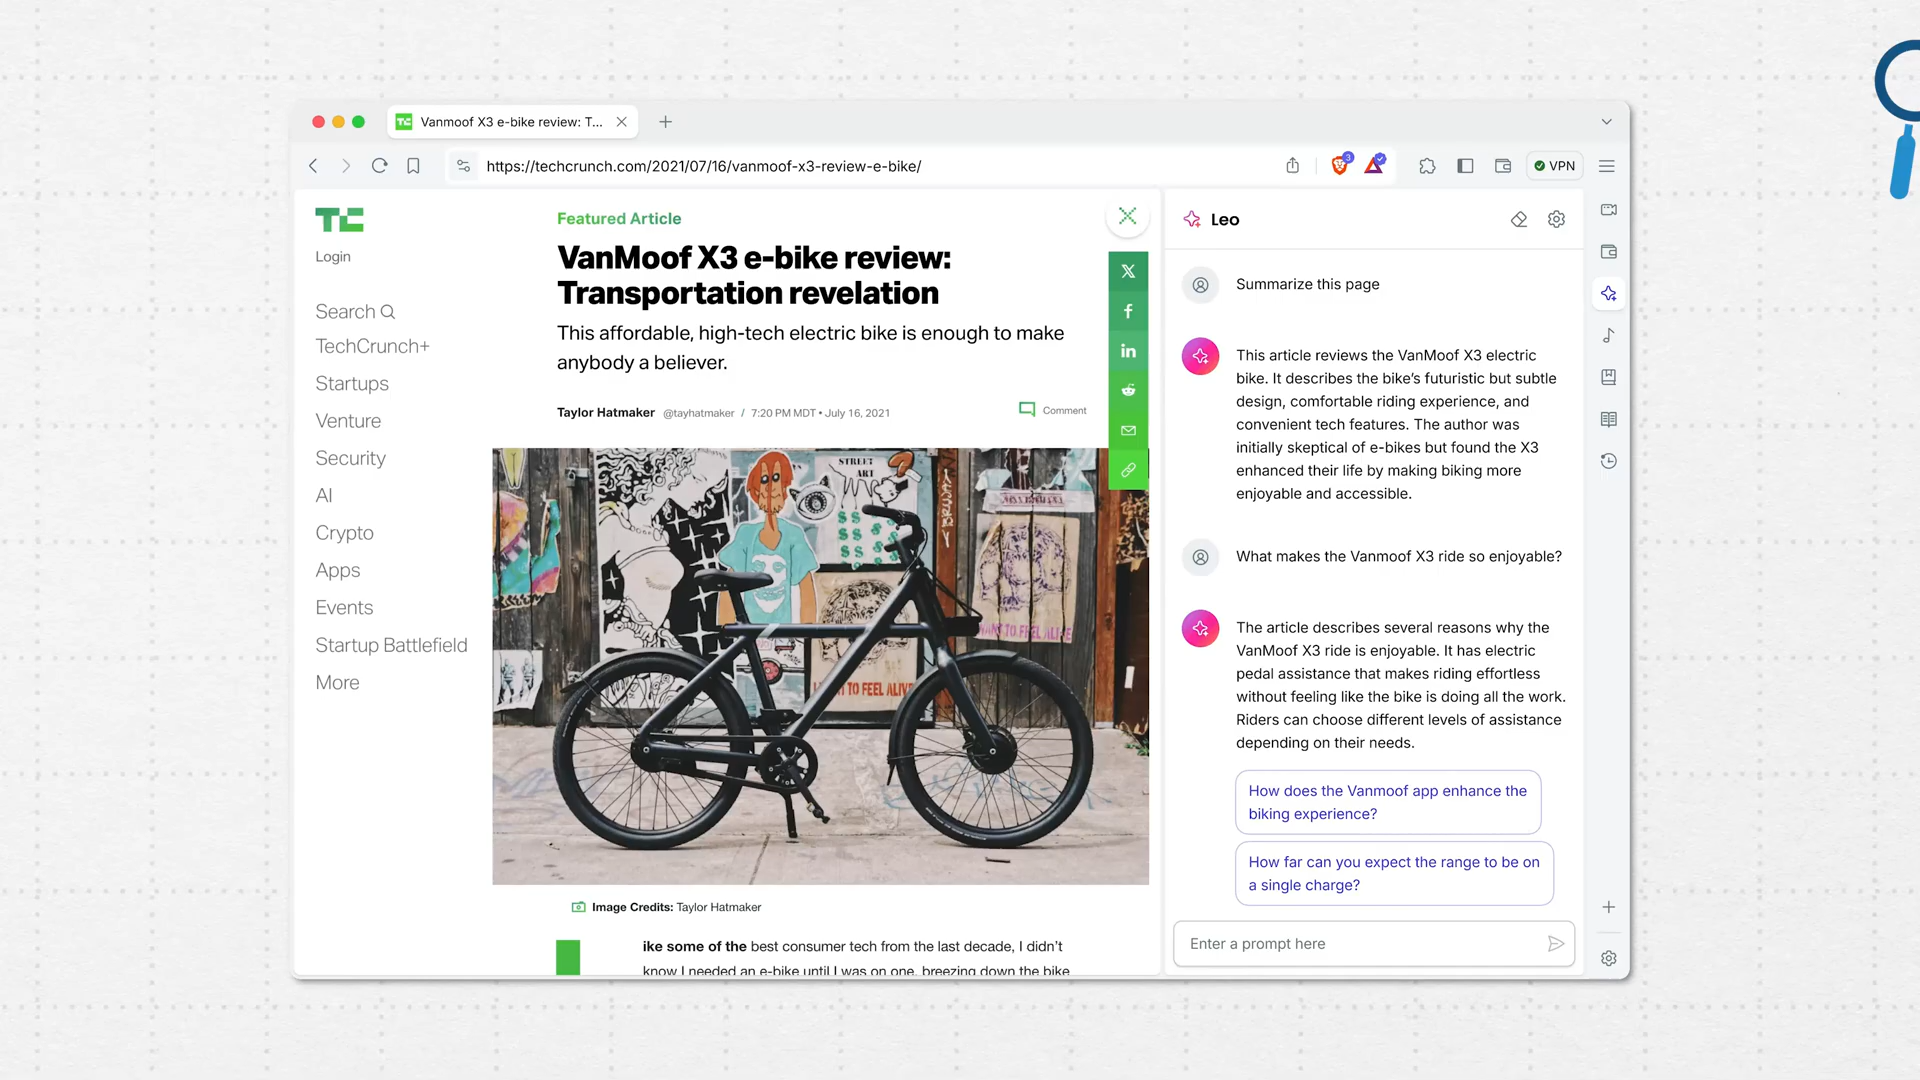 Vanmoof X3 e-bike review: T...
https://techcrunch.com/2021/07/16/vanmoof-x3-review-e-bike/
3
VPN
TC
Login
Search
TechCrunch+
Startups
Venture
Security
AI
Crypto
Apps
Events
Startup Battlefield
More
Featured Article
VanMoof X3 e-bike review:
Transportation revelation
This affordable, high-tech electric bike is enough to make
anybody a believer.
Taylor Hatmaker @tayhatmaker / 7:20 PM MDT • July 16, 2021
Comment
STREET
ART
WANT TO FEEL ALIVE
Image Credits: Taylor Hatmaker
ike some of the best consumer tech from the last decade, I didn't
know I needed an e-bike until I was on one, breezing down the bike
Leo
Summarize this page
This article reviews the VanMoof X3 electric
bike. It describes the bike's futuristic but subtle
design, comfortable riding experience, and
convenient tech features. The author was
initially skeptical of e-bikes but found the X3
enhanced their life by making biking more
enjoyable and accessible.
What makes the Vanmoof X3 ride so enjoyable?
The article describes several reasons why the
VanMoof X3 ride is enjoyable. It has electric
pedal assistance that makes riding effortless
without feeling like the bike is doing all the work.
Riders can choose different levels of assistance
depending on their needs.
How does the Vanmoof app enhance the
biking experience?
How far can you expect the range to be on
a single charge?
Enter a prompt here